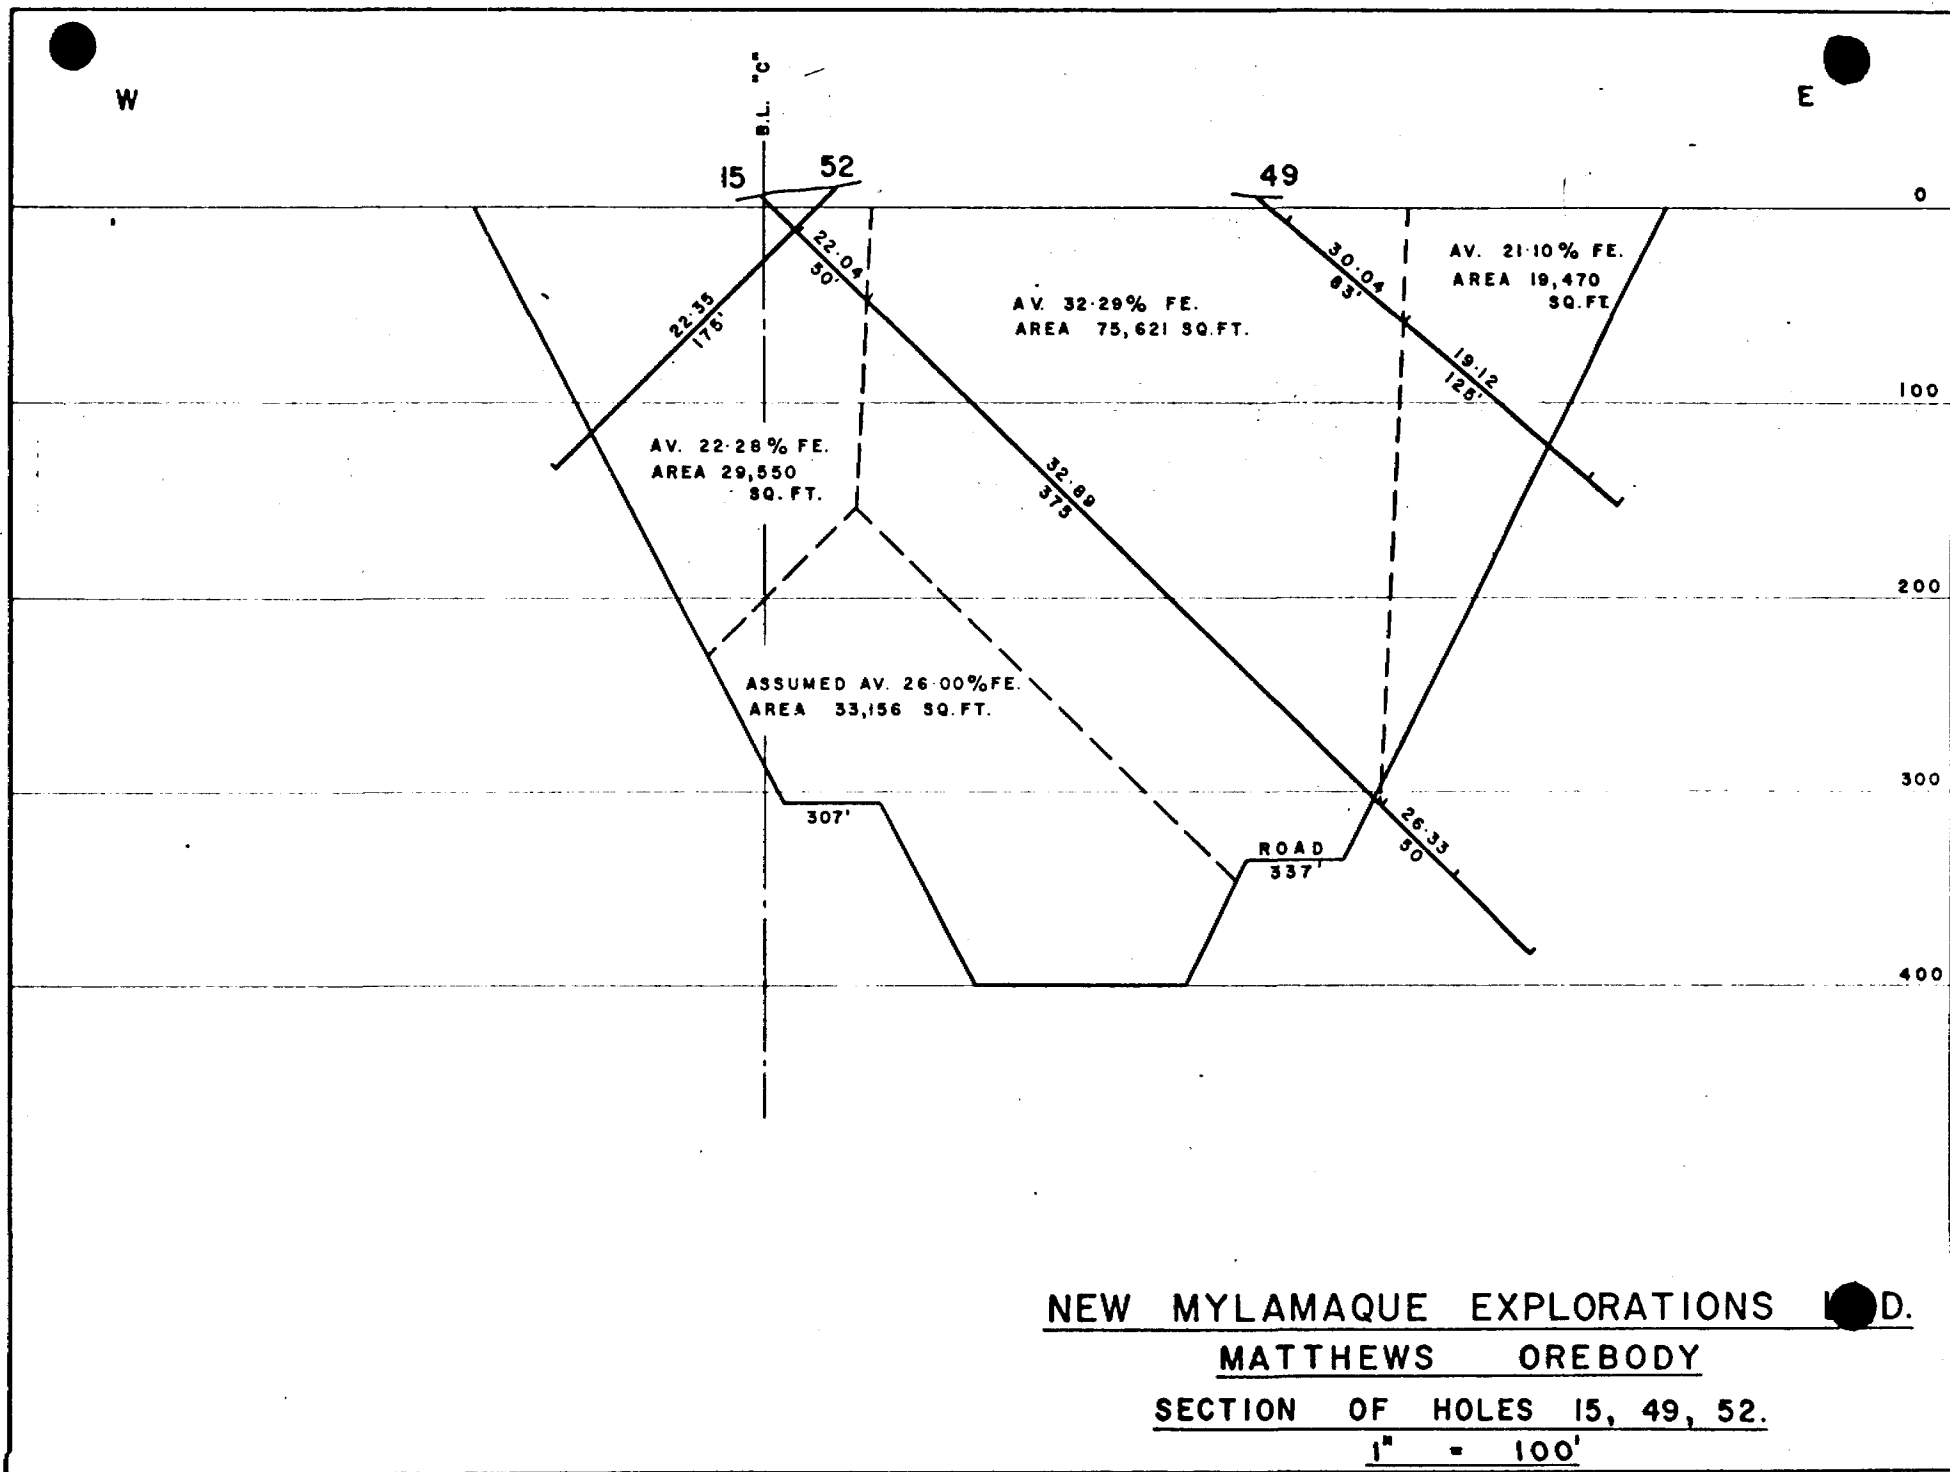 W
E
B.L. "C"
15
52
49
0
22.04
50'
30.04
83'
AV. 21.10% FE.
AREA 19,470
SQ.FT.
22.35
175'
AV. 32.29% FE.
AREA 75,621 SQ.FT.
19.12
125'
100
AV. 22.28% FE.
AREA 29,550
SQ.FT.
32.89
375
200
ASSUMED AV. 26.00% FE.
AREA 33,156 SQ.FT.
300
307'
ROAD
337'
26.33
50
400
NEW MYLAMAQUE EXPLORATIONS D.
MATTHEWS OREBODY
SECTION OF HOLES 15, 49, 52.
1" = 100'